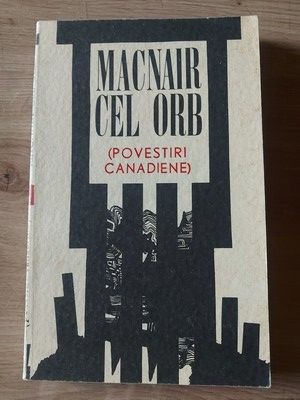 MACNAIR
CEL ORB
(POVESTIRI
CANADIENE)